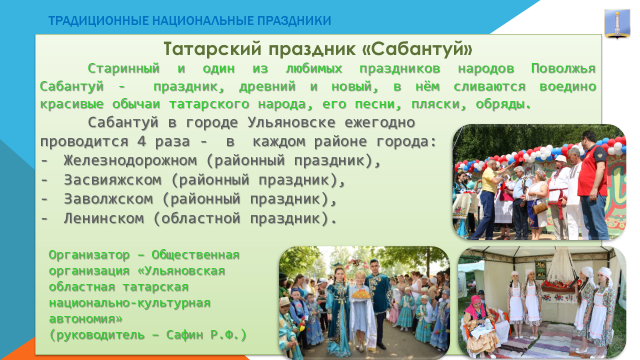 ТРАДИЦИОННЫЕ НАЦИОНАЛЬНЫЕ ПРАЗДНИКИ
Татарский праздник «Сабантуй»
Старинный и один из любимых праздников народов Поволжья
Сабантуй - праздник, древний и новый, в нём сливаются воедино
красивые обычаи татарского народа, его песни, пляски, обряды.
Сабантуй в городе Ульяновске ежегодно
проводится 4 раза - в каждом районе города:
- Железнодорожном (районный праздник),
- Засвияжском (районный праздник),
- Заволжском (районный праздник),
- Ленинском (областной праздник).
Организатор – Общественная
организация «Ульяновская
областная татарская
национально-культурная
автономия»
(руководитель – Сафин Р.Ф.)